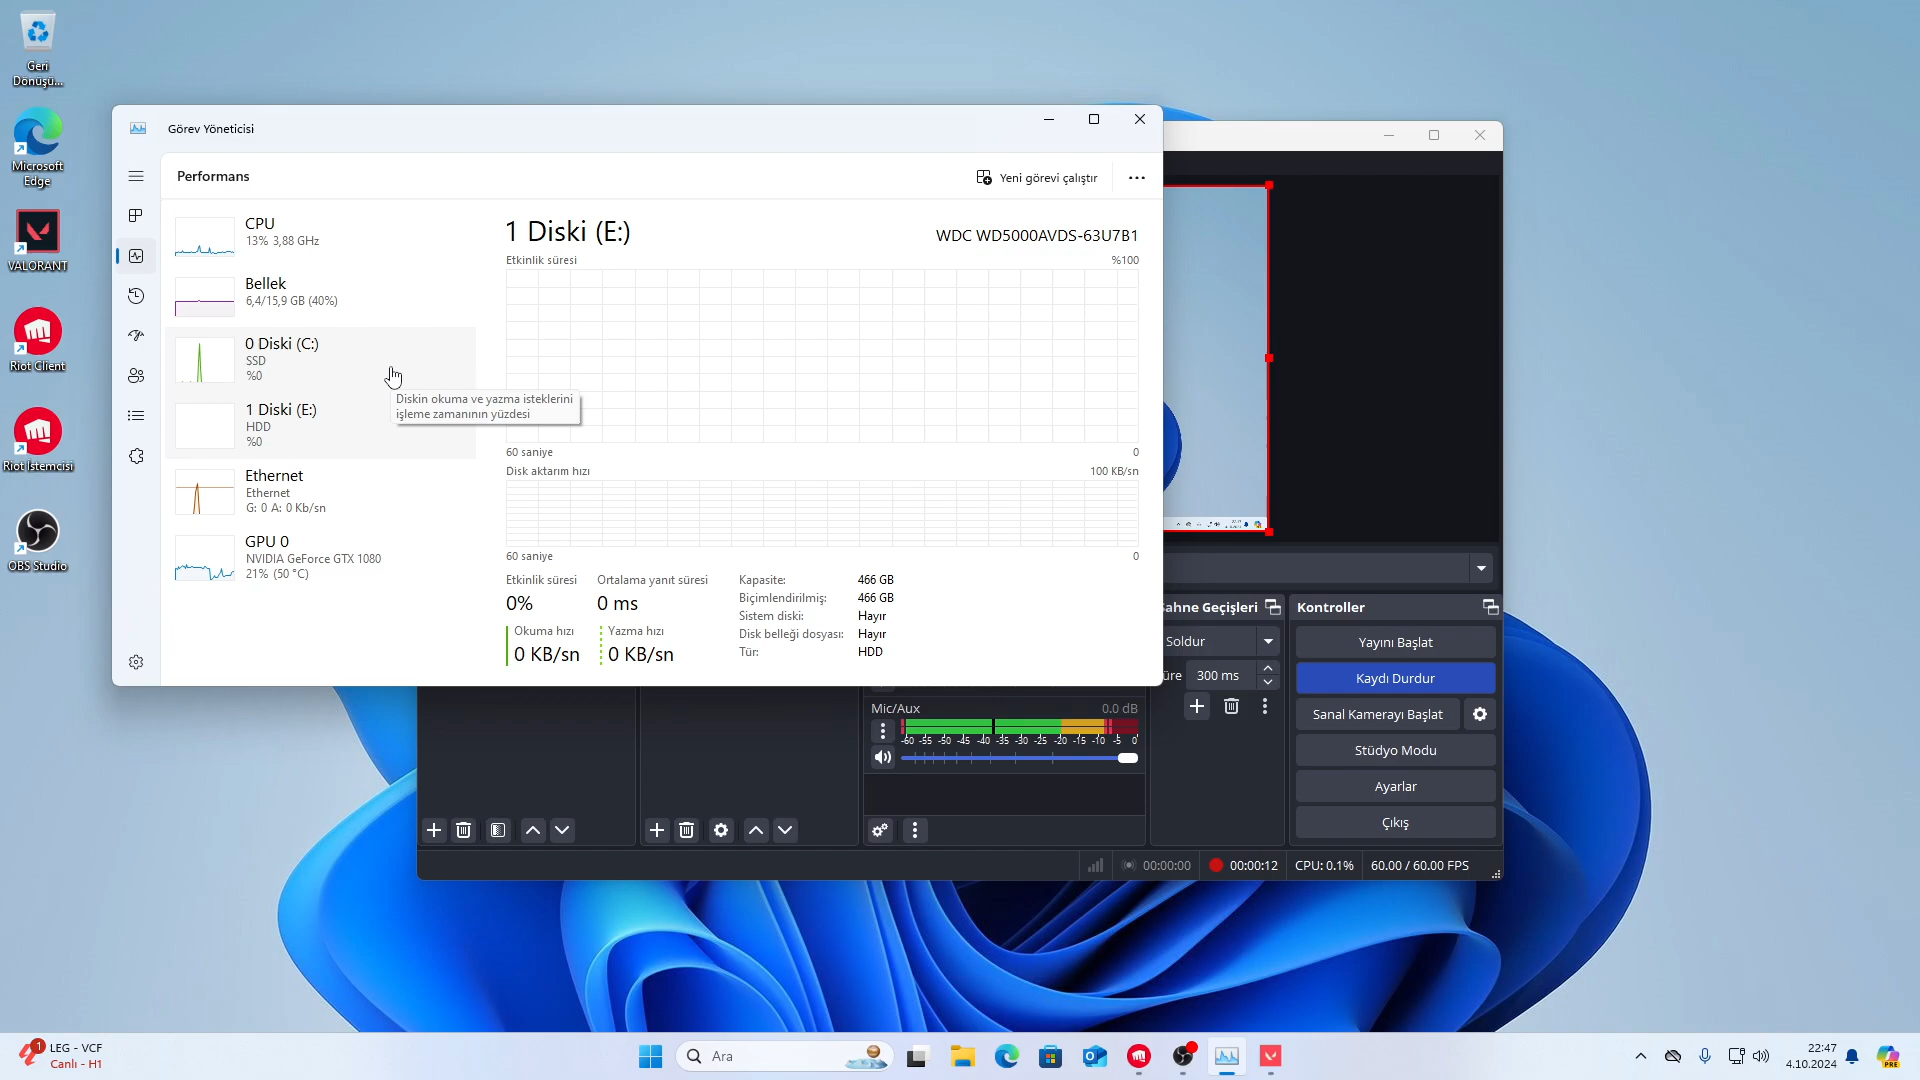 Geri
Dönüşü...
Microsoft
Edge
VALORANT
Riot Client
Riot İstemcisi
OBS Studio
Görev Yöneticisi
Performans
Yeni görevi çalıştır
CPU
13% 3,88 GHz
Bellek
6,4/15,9 GB (40%)
0 Diski (C:)
SSD
%0
1 Diski (E:)
HDD
%0
Ethernet
Ethernet
G: 0 A: 0 Kb/sn
GPU 0
NVIDIA GeForce GTX 1080
21% (50 °C)
Diskin okuma ve yazma isteklerini
işleme zamanının yüzdesi
1 Diski (E:)
WDC WD5000AVDS-63U7B1
Etkinlik süresi
%100
60 saniye
0
Disk aktarım hızı
100 KB/sn
60 saniye
0
Etkinlik süresi
0%
Ortalama yanıt süresi
0 ms
Okuma hızı
0 KB/sn
Yazma hızı
0 KB/sn
Kapasite: 466 GB
Biçimlendirilmiş: 466 GB
Sistem diski: Hayır
Disk belleği dosyası: Hayır
Tür: HDD
Mic/Aux
0.0 dB
-60 -55 -50 -45 -40 -35 -30 -25 -20 -15 -10 -5 0
ahne Geçişleri
Soldur
üre 300 ms
Kontroller
Yayını Başlat
Kaydı Durdur
Sanal Kamerayı Başlat
Stüdyo Modu
Ayarlar
Çıkış
00:00:00
00:00:12
CPU: 0.1%
60.00 / 60.00 FPS
1
LEG - VCF
Canlı - H1
Ara
22:47
4.10.2024
PRE